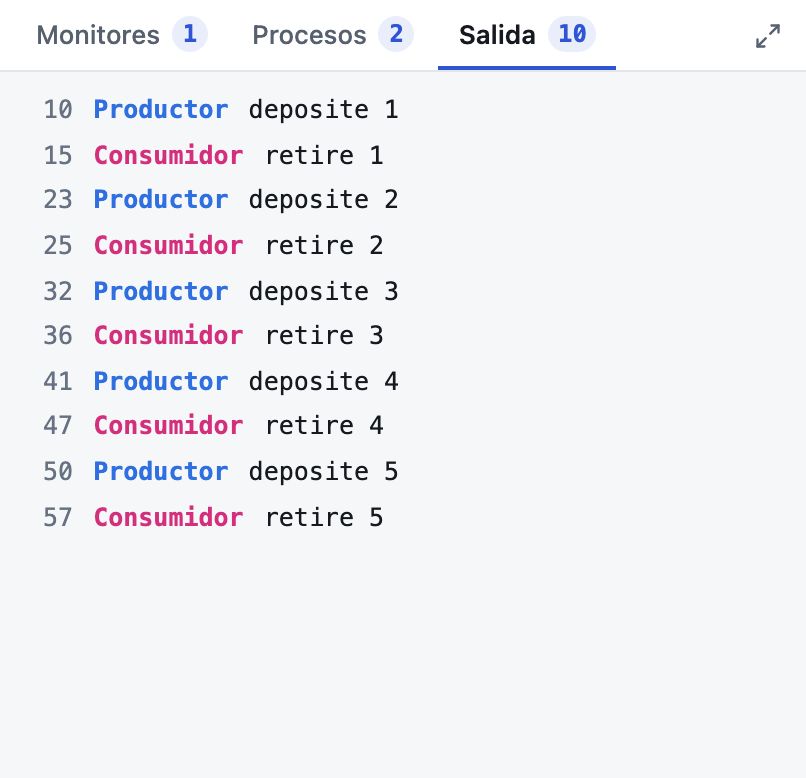 Monitores 1 Procesos 2 Salida 10
10 Productor deposite 1
15 Consumidor retire 1
23 Productor deposite 2
25 Consumidor retire 2
32 Productor deposite 3
36 Consumidor retire 3
41 Productor deposite 4
47 Consumidor retire 4
50 Productor deposite 5
57 Consumidor retire 5